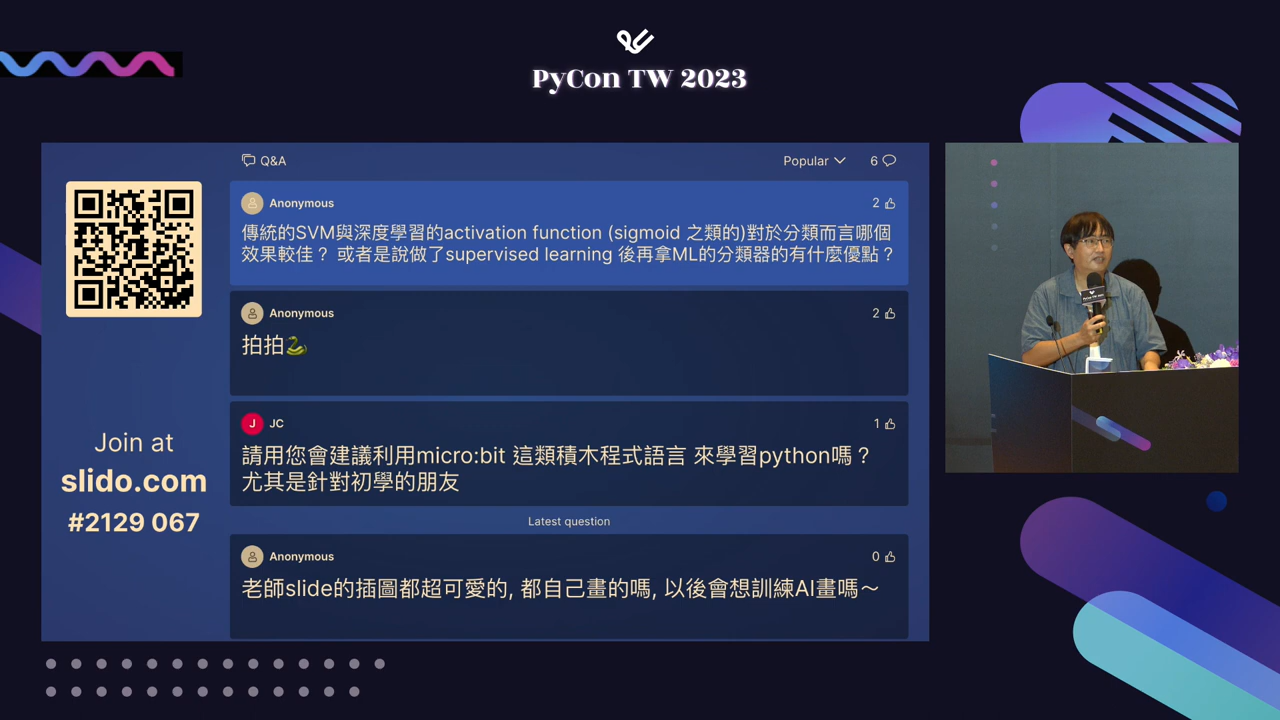 PyCon TW 2023
Q&A
Popular
6
Anonymous
2
傳統的SVM與深度學習的activation function (sigmoid 之類的)對於分類而言哪個
效果較佳？ 或者是說做了supervised learning 後再拿ML的分類器的有什麼優點？
Anonymous
2
拍拍🐍
J JC
1
請用您會建議利用micro:bit 這類積木程式語言 來學習python嗎？
尤其是針對初學的朋友
Latest question
Anonymous
0
老師slide的插圖都超可愛的, 都自己畫的嗎, 以後會想訓練AI畫嗎～
Join at
slido.com
#2129 067
PyCon TW 2023